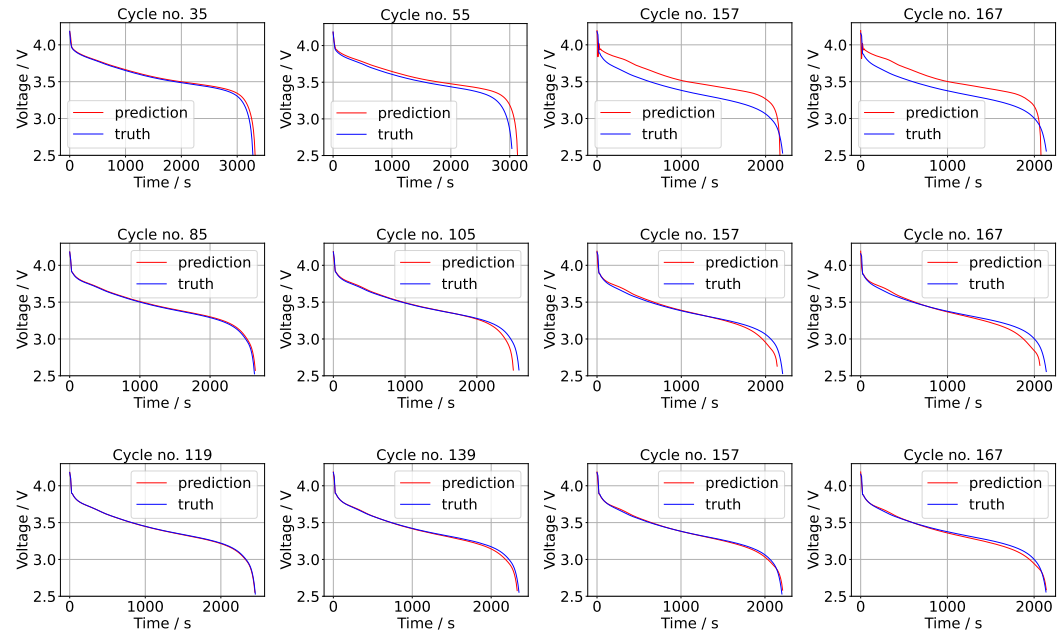 Cycle no. 35
Voltage / V
4.0
3.5
3.0
2.5
prediction
truth
0 1000 2000 3000
Time / s
Cycle no. 55
Voltage / V
4.0
3.5
3.0
2.5
prediction
truth
0 1000 2000 3000
Time / s
Cycle no. 157
Voltage / V
4.0
3.5
3.0
2.5
prediction
truth
0 1000 2000
Time / s
Cycle no. 167
Voltage / V
4.0
3.5
3.0
2.5
prediction
truth
0 1000 2000
Time / s
Cycle no. 85
Voltage / V
4.0
3.5
3.0
2.5
prediction
truth
0 1000 2000
Time / s
Cycle no. 105
Voltage / V
4.0
3.5
3.0
2.5
prediction
truth
0 1000 2000
Time / s
Cycle no. 157
Voltage / V
4.0
3.5
3.0
2.5
prediction
truth
0 1000 2000
Time / s
Cycle no. 167
Voltage / V
4.0
3.5
3.0
2.5
prediction
truth
0 1000 2000
Time / s
Cycle no. 119
Voltage / V
4.0
3.5
3.0
2.5
prediction
truth
0 1000 2000
Time / s
Cycle no. 139
Voltage / V
4.0
3.5
3.0
2.5
prediction
truth
0 1000 2000
Time / s
Cycle no. 157
Voltage / V
4.0
3.5
3.0
2.5
prediction
truth
0 1000 2000
Time / s
Cycle no. 167
Voltage / V
4.0
3.5
3.0
2.5
prediction
truth
0 1000 2000
Time / s